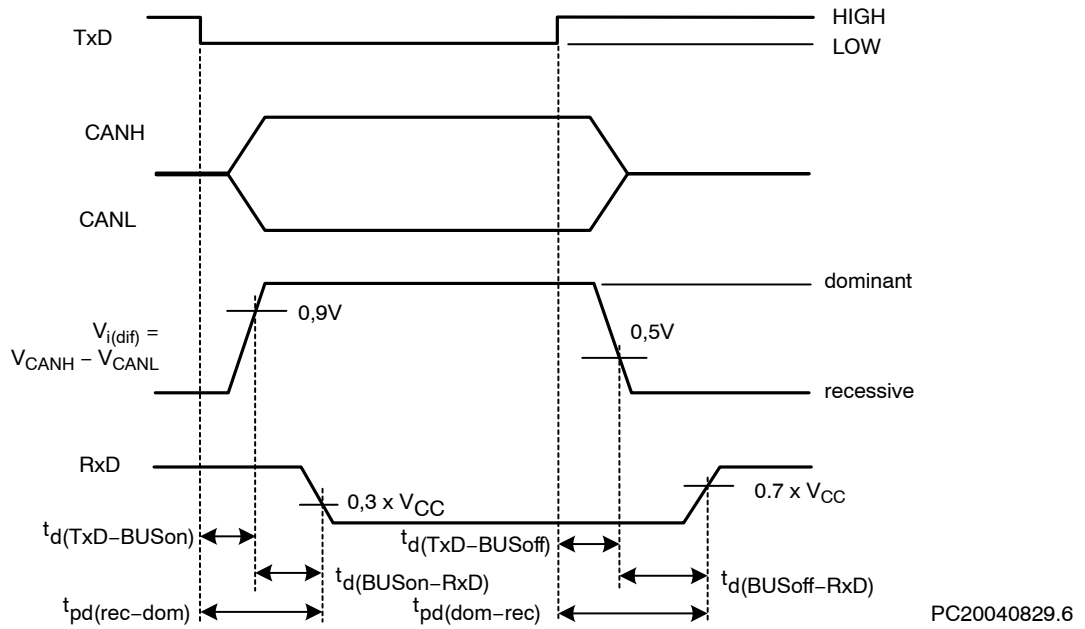 HIGH
TxD
LOW
CANH
CANL
dominant
0,9V
0,5V
Vi(dif) =
VCANH − VCANL
recessive
RxD
0,3 x VCC
0.7 x VCC
td(TxD−BUSon)
td(TxD−BUSoff)
td(BUSon−RxD)
td(BUSoff−RxD)
tpd(rec−dom)
tpd(dom−rec)
PC20040829.6